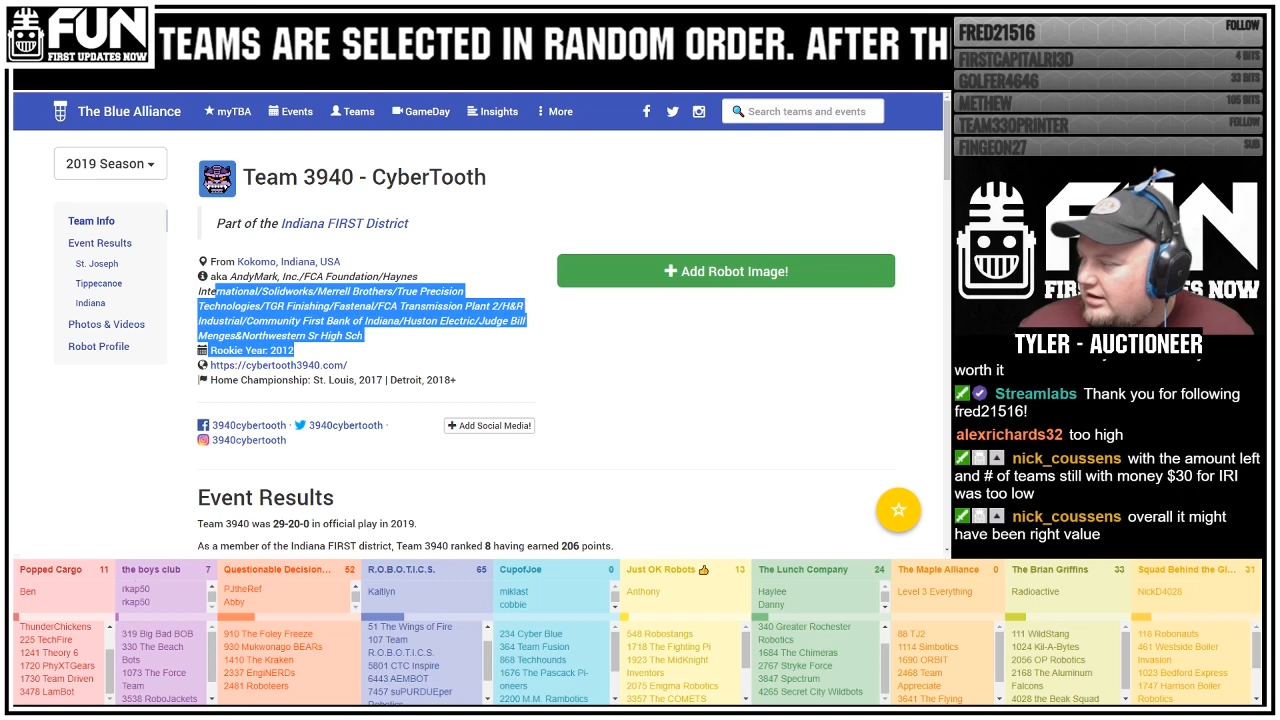 FUN
FIRST UPDATES NOW
TEAMS ARE SELECTED IN RANDOM ORDER. AFTER TH
The Blue Alliance
myTBA
Events
Teams
GameDay
Insights
More
Search teams and events
2019 Season
Team Info
Event Results
St. Joseph
Tippecanoe
Indiana
Photos & Videos
Robot Profile
Team 3940 - CyberTooth
Part of the Indiana FIRST District
From Kokomo, Indiana, USA
aka AndyMark, Inc./FCA Foundation/Haynes
International/Solidworks/Merrell Brothers/True Precision
Technologies/TGR Finishing/Fastenal/FCA Transmission Plant 2/H&R
Industrial/Community First Bank of Indiana/Huston Electric/Judge Bill
Menges&Northwestern Sr High Sch
Rookie Year: 2012
https://cybertooth3940.com/
Home Championship: St. Louis, 2017 | Detroit, 2018+
3940cybertooth · 3940cybertooth ·
3940cybertooth
+ Add Social Media!
+ Add Robot Image!
Event Results
Team 3940 was 29-20-0 in official play in 2019.
As a member of the Indiana FIRST district, Team 3940 ranked 8 having earned 206 points.
FRED21516 FOLLOW
FIRSTCAPITALRI3D 4 BITS
GOLFER4646 33 BITS
METHEW 105 BITS
TEAM330PRINTER FOLLOW
FINGEON27 SUB
TYLER - AUCTIONEER
worth it
Streamlabs Thank you for following
fred21516!
alexrichards32 too high
nick_coussens with the amount left
and # of teams still with money $30 for IRI
was too low
nick_coussens overall it might
have been right value
Popped Cargo 11
Ben
ThunderChickens
225 TechFire
1241 Theory 6
1720 PhyXTGears
1730 Team Driven
3478 LamBot
the boys club 7
rkap50
rkap50
319 Big Bad BOB
330 The Beach
Bots
1073 The Force
Team
3538 RoboJackets
Questionable Decision... 52
PJtheRef
Abby
910 The Foley Freeze
930 Mukwonago BEARs
1410 The Kraken
2337 EngiNERDs
2481 Roboteers
R.O.B.O.T.I.C.S. 65
Kaitlyn
51 The Wings of Fire
107 Team
R.O.B.O.T.I.C.S.
5801 CTC Inspire
6443 AEMBOT
7457 suPURDUEper
Robotics
CupofJoe 0
miklast
cobbie
234 Cyber Blue
364 Team Fusion
868 Techhounds
1676 The Pascack Pi-
oneers
2200 M.M. Rambotics
Just OK Robots 13
Anthony
548 Robostangs
1718 The Fighting Pi
1923 The MidKnight
Inventors
2075 Enigma Robotics
3357 The COMETS
The Lunch Company 24
Haylee
Danny
340 Greater Rochester
Robotics
1684 The Chimeras
2767 Stryke Force
3847 Spectrum
4265 Secret City Wildbots
The Maple Alliance 0
Level 3 Everything
88 TJ2
1114 Simbotics
1690 ORBIT
2468 Team
Appreciate
3641 The Flying
The Brian Griffins 33
Radioactive
111 WildStang
1024 Kil-A-Bytes
2056 OP Robotics
2168 The Aluminum
Falcons
4028 the Beak Squad
Squad Behind the Gl... 31
NickD4028
118 Robonauts
461 Westside Boiler
Invasion
1023 Bedford Express
1747 Harrison Boiler
Robotics